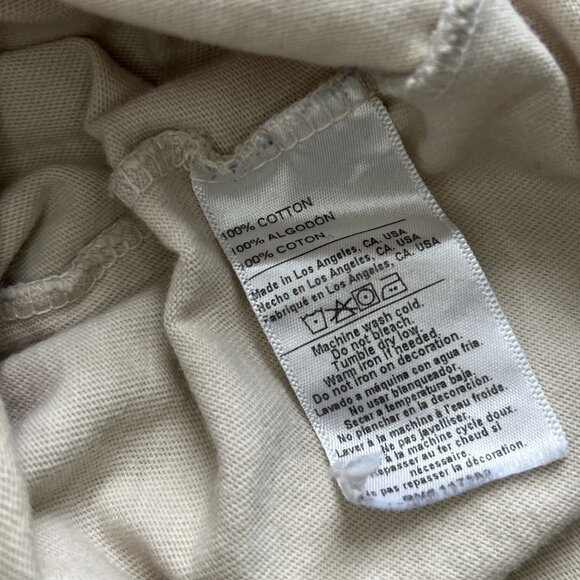 100% COTTON
100% ALGODÓN
00% COTON
Made in Los Angeles, CA, USA
Hecho en Los Angeles, CA, USA
Fabriqué en Los Angeles, CA, USA
Machine wash cold.
Do not bleach.
Tumble dry low.
Warm iron if needed.
Do not iron on decoration.
Lavado a máquina con agua fria.
No usar blanqueador.
Secar a temperatura baja.
No planchar en la decoración.
Laver à la machine à l'eau froide.
Ne pas
à la machine cycle doux.
repasser au fer chaud si
nécessaire.
pas repasser la décoration.